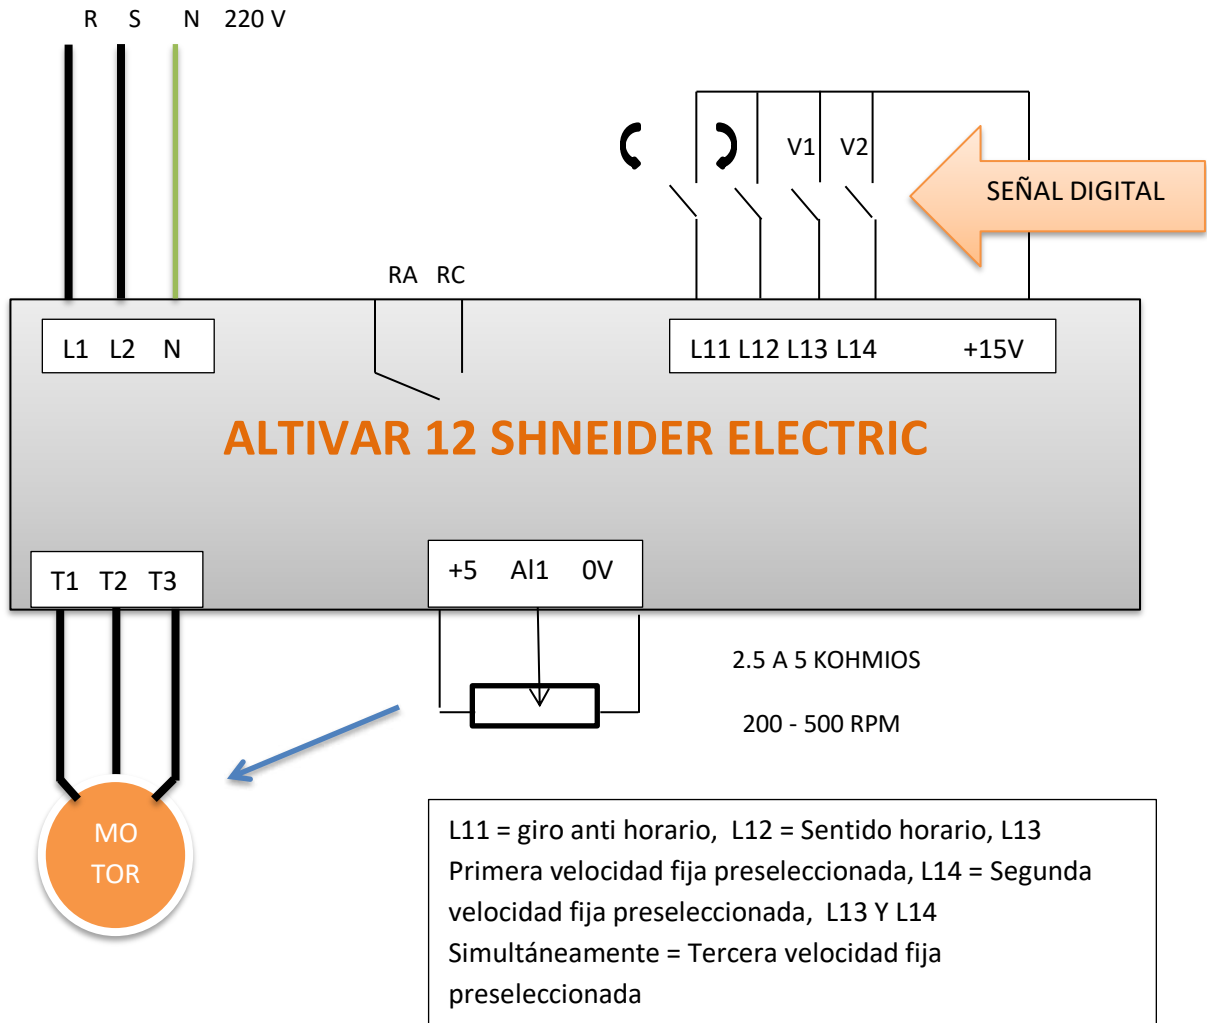 R S N 220 V
V1 V2
SEÑAL DIGITAL
RA RC
L1 L2 N
L11 L12 L13 L14 +15V
ALTIVAR 12 SHNEIDER ELECTRIC
T1 T2 T3
+5 Al1 0V
2.5 A 5 KOHMIOS
200 - 500 RPM
MO
TOR
L11 = giro anti horario, L12 = Sentido horario, L13
Primera velocidad fija preseleccionada, L14 = Segunda
velocidad fija preseleccionada, L13 Y L14
Simultáneamente = Tercera velocidad fija
preseleccionada